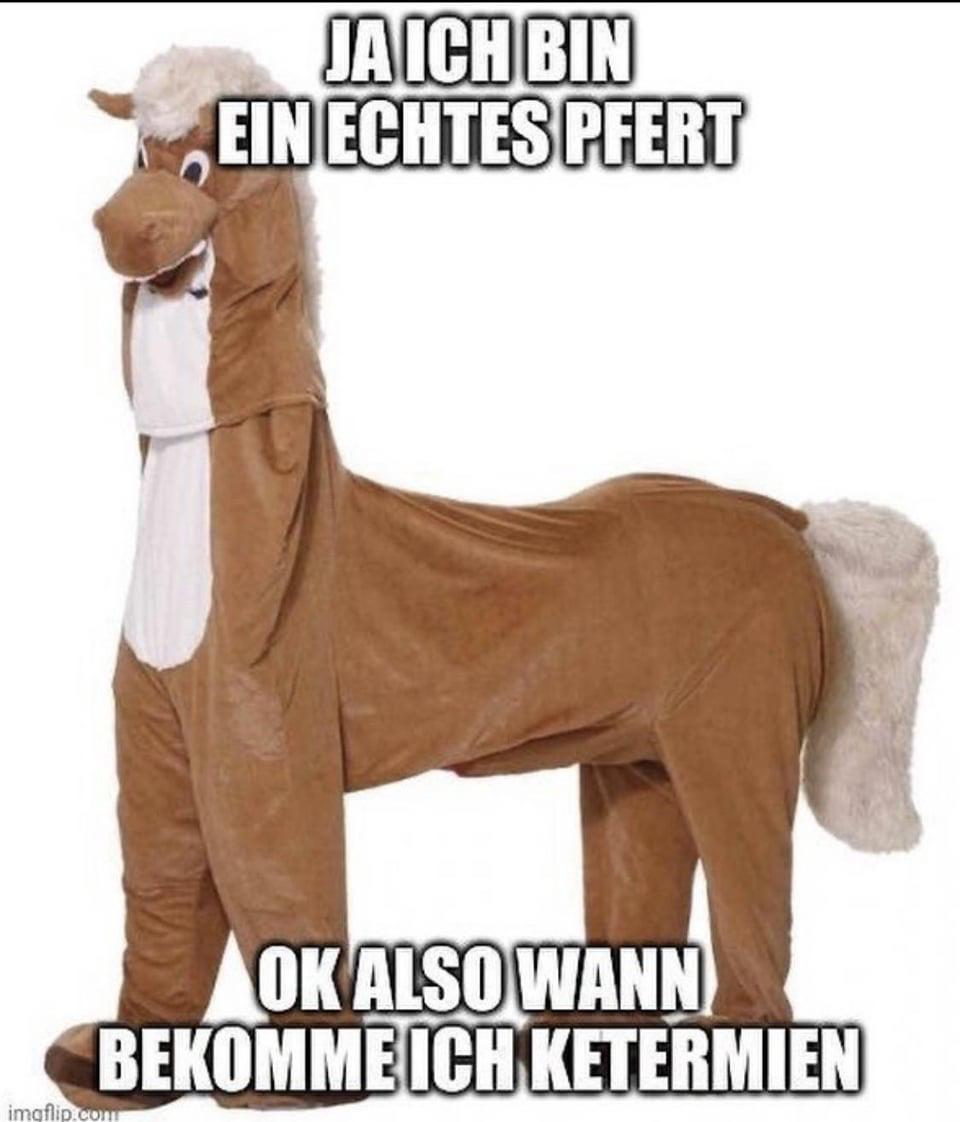 JA ICH BIN
EIN ECHTES PFERT
OK ALSO WANN
BEKOMME ICH KETERMIEN
imgflip.com